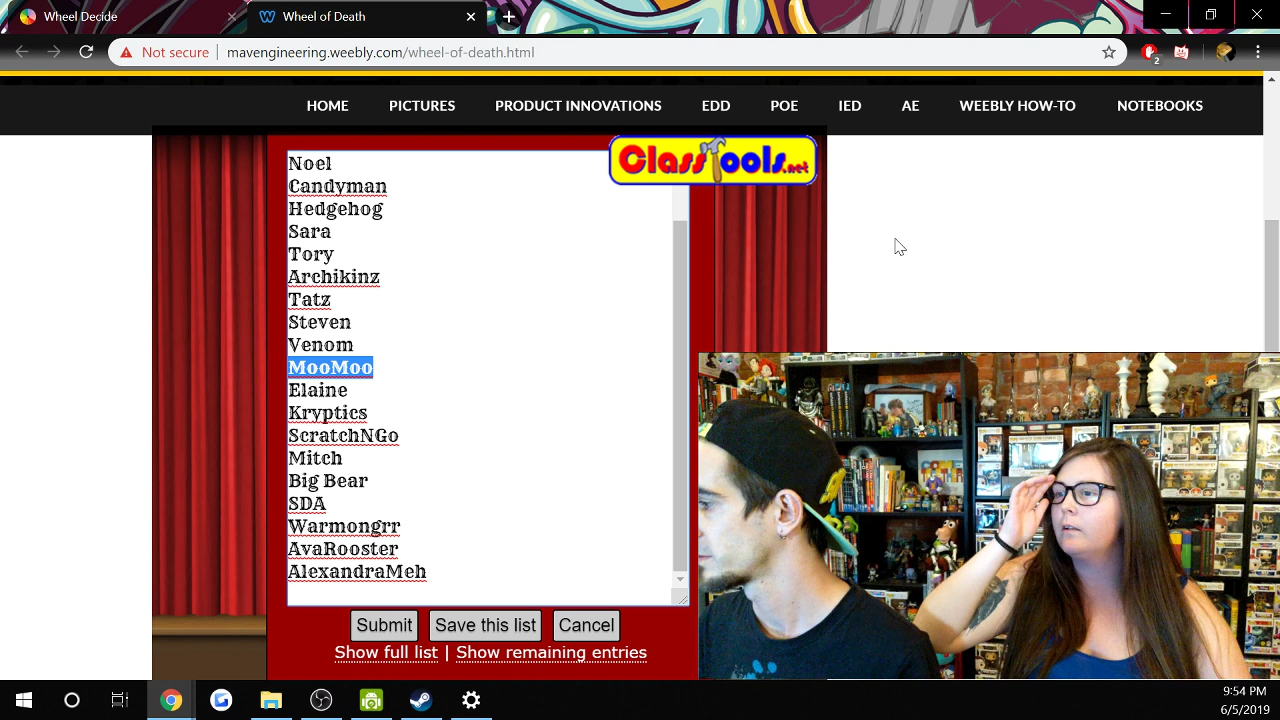 Wheel Decide
Wheel of Death
Not secure
mavengineering.weebly.com/wheel-of-death.html
2
HOME PICTURES PRODUCT INNOVATIONS EDD POE IED AE WEEBLY HOW-TO NOTEBOOKS
ClassTools.net
Noel
Candyman
Hedgehog
Sara
Tory
Archikinz
Tatz
Steven
Venom
MooMoo
Elaine
Kryptics
ScratchNGo
Mitch
Big Bear
SDA
Warmongrr
AvaRooster
AlexandraMeh
Submit Save this list Cancel
Show full list | Show remaining entries
9:54 PM
6/5/2019